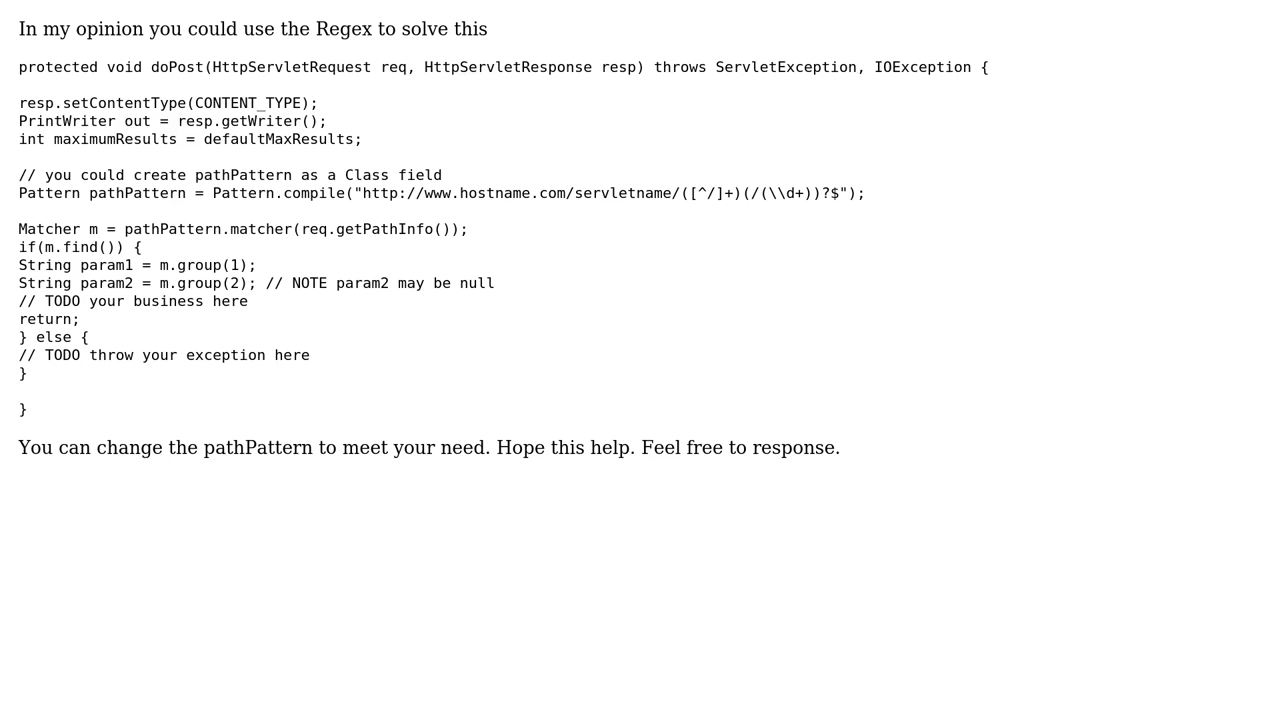 In my opinion you could use the Regex to solve this
protected void doPost(HttpServletRequest req, HttpServletResponse resp) throws ServletException, IOException {
resp.setContentType(CONTENT_TYPE);
PrintWriter out = resp.getWriter();
int maximumResults = defaultMaxResults;
// you could create pathPattern as a Class field
Pattern pathPattern = Pattern.compile("http://www.hostname.com/servletname/([^/]+)(/(\\d+))?$");
Matcher m = pathPattern.matcher(req.getPathInfo());
if(m.find()) {
String param1 = m.group(1);
String param2 = m.group(2); // NOTE param2 may be null
// TODO your business here
return;
} else {
// TODO throw your exception here
}
}
You can change the pathPattern to meet your need. Hope this help. Feel free to response.